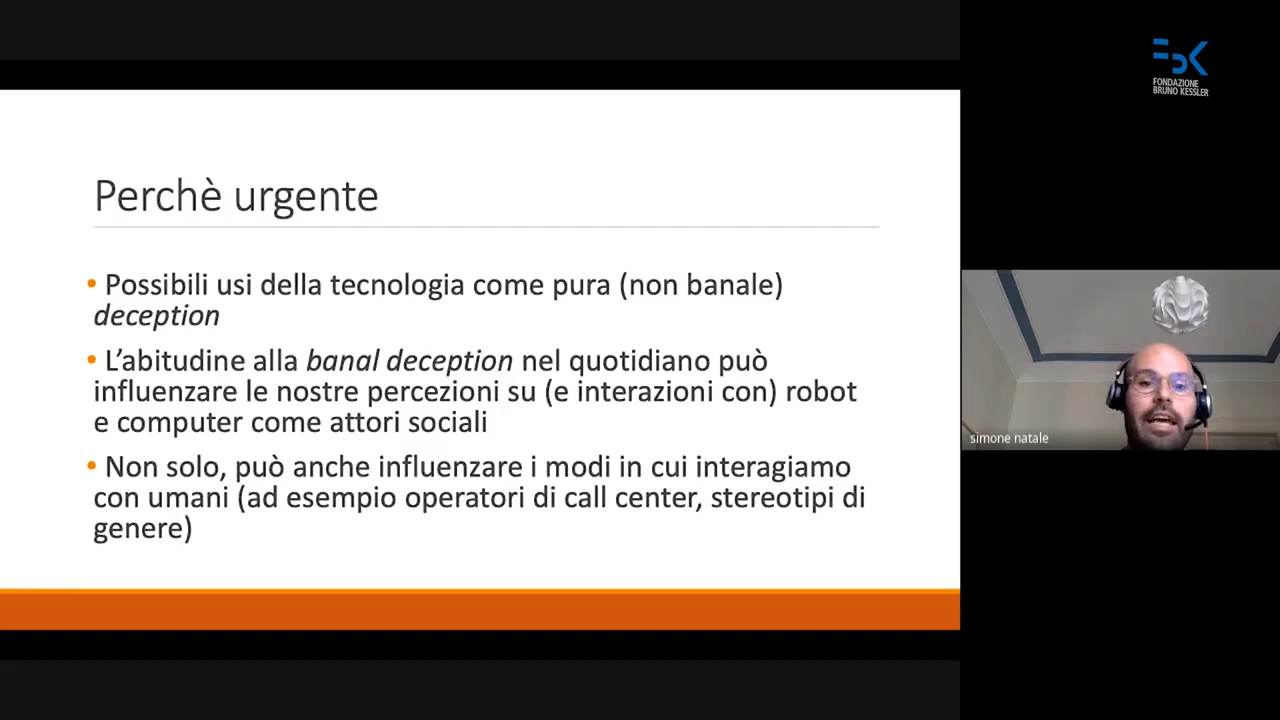 Perchè urgente
• Possibili usi della tecnologia come pura (non banale)
deception
• L’abitudine alla banal deception nel quotidiano può
influenzare le nostre percezioni su (e interazioni con) robot
e computer come attori sociali
• Non solo, può anche influenzare i modi in cui interagiamo
con umani (ad esempio operatori di call center, stereotipi di
genere)
FBK
FONDAZIONE
BRUNO KESSLER
simone natale